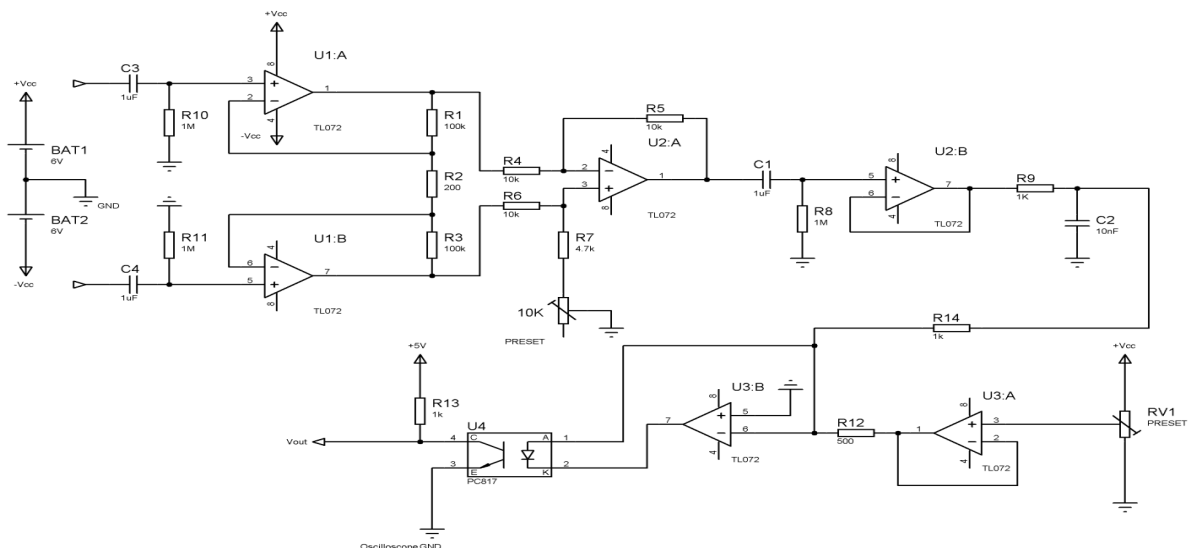 +Vcc
8
U1:A
C3
1uF
3
2
1
4
R10
1M
-Vcc
TL072
+Vcc
BAT1
6V
GND
BAT2
6V
-Vcc
R1
100k
R2
200
R3
100k
R11
1M
U1:B
4
6
5
7
8
TL072
C4
1uF
R5
10k
U2:A
R4
10k
4
2
3
1
8
TL072
R6
10k
R7
4.7k
10K
PRESET
C1
1uF
R8
1M
U2:B
8
5
6
7
4
TL072
R9
1K
C2
10nF
R14
1k
+Vcc
RV1
PRESET
U3:A
8
3
2
1
4
TL072
R12
500
U3:B
8
5
6
7
4
TL072
+5V
R13
1k
U4
Vout
4
C
A
1
3
E
K
2
PC817
Oscilloscope GND